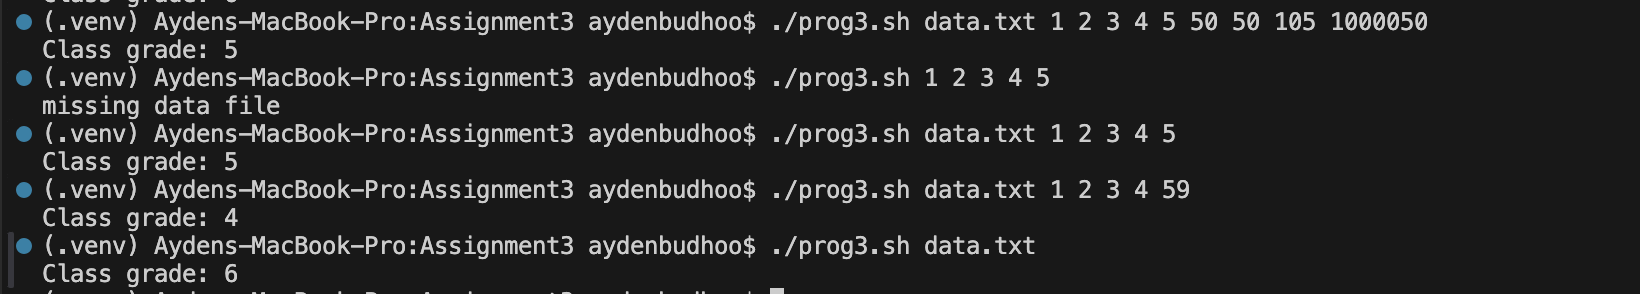 (.venv) Aydens-MacBook-Pro:Assignment3 aydenbudhoo$ ./prog3.sh data.txt 1 2 3 4 5 50 50 105 1000050
Class grade: 5
(.venv) Aydens-MacBook-Pro:Assignment3 aydenbudhoo$ ./prog3.sh 1 2 3 4 5
missing data file
(.venv) Aydens-MacBook-Pro:Assignment3 aydenbudhoo$ ./prog3.sh data.txt 1 2 3 4 5
Class grade: 5
(.venv) Aydens-MacBook-Pro:Assignment3 aydenbudhoo$ ./prog3.sh data.txt 1 2 3 4 59
Class grade: 4
(.venv) Aydens-MacBook-Pro:Assignment3 aydenbudhoo$ ./prog3.sh data.txt
Class grade: 6